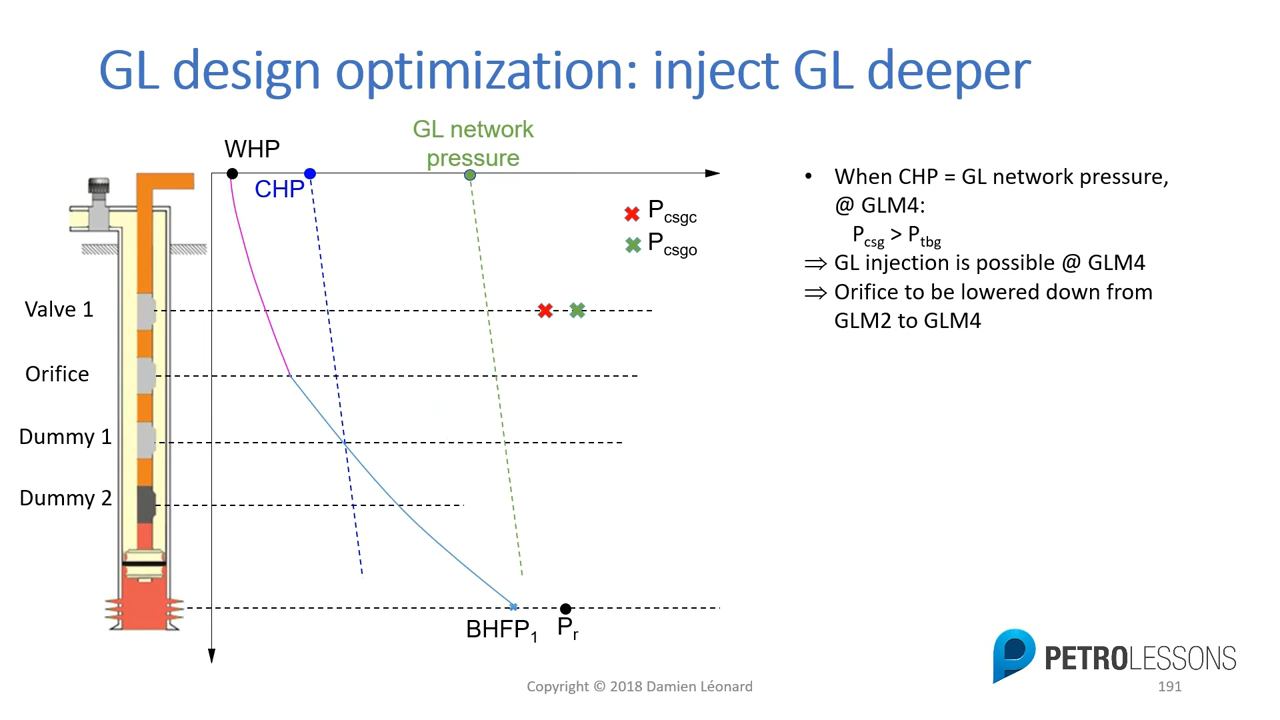 GL design optimization: inject GL deeper
GL network
pressure
WHP
CHP
Pcsgc
Pcsgo
Valve 1
Orifice
Dummy 1
Dummy 2
BHFP1
Pr
• When CHP = GL network pressure,
@ GLM4:
Pcsg > Ptbg
⇒ GL injection is possible @ GLM4
⇒ Orifice to be lowered down from
GLM2 to GLM4
PETROLESSONS
Copyright © 2018 Damien Léonard
191